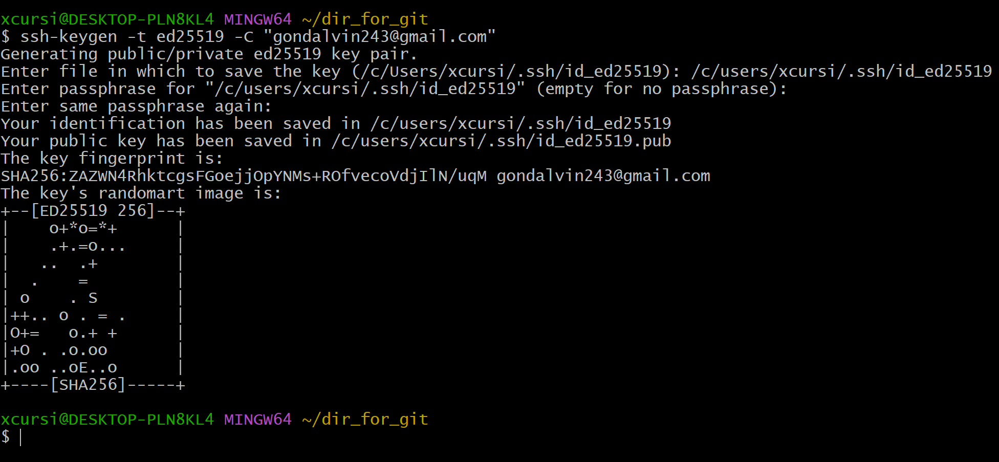 xcursi@DESKTOP-PLN8KL4 MINGW64 ~/dir_for_git
$ ssh-keygen -t ed25519 -C "gondalvin243@gmail.com"
Generating public/private ed25519 key pair.
Enter file in which to save the key (/c/Users/xcursi/.ssh/id_ed25519): /c/users/xcursi/.ssh/id_ed25519
Enter passphrase for "/c/users/xcursi/.ssh/id_ed25519" (empty for no passphrase):
Enter same passphrase again:
Your identification has been saved in /c/users/xcursi/.ssh/id_ed25519
Your public key has been saved in /c/users/xcursi/.ssh/id_ed25519.pub
The key fingerprint is:
SHA256:ZAZWN4RhktcgsFGoejjOpYNMs+ROfvecoVdjIlN/uqM gondalvin243@gmail.com
The key's randomart image is:
+--[ED25519 256]--+
|    o+*o=*+      |
|    .+.=o...     |
|   ..  .+        |
|  .    =         |
| o    . S        |
|++.. o . = .     |
|O+=   o.+ +      |
|+O . .o.oo       |
|.oo ..oE..o      |
+----[SHA256]-----+
xcursi@DESKTOP-PLN8KL4 MINGW64 ~/dir_for_git
$